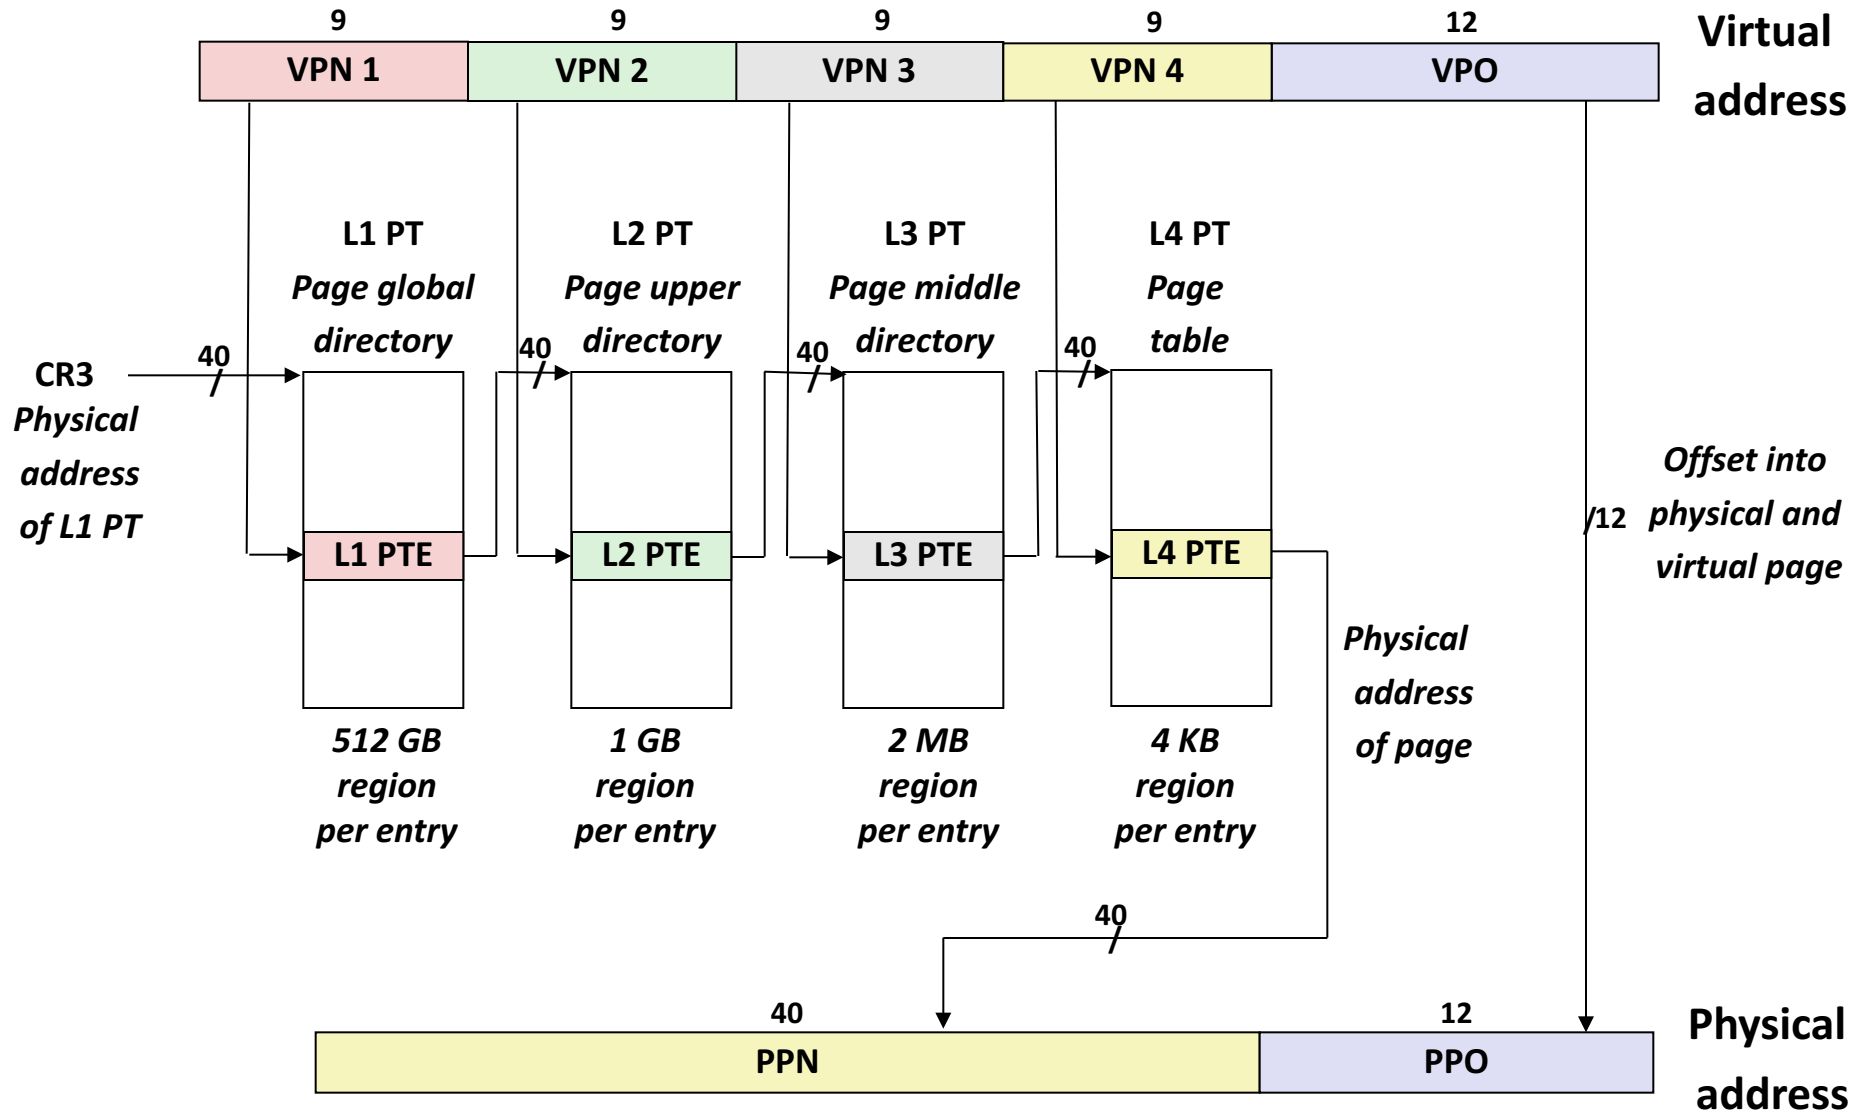 9 9 9 9 12
Virtual
address
VPN 1 VPN 2 VPN 3 VPN 4 VPO
L1 PT
Page global
directory
L2 PT
Page upper
directory
L3 PT
Page middle
directory
L4 PT
Page
table
CR3
Physical
address
of L1 PT
40
40
40
40
L1 PTE
L2 PTE
L3 PTE
L4 PTE
/12
Offset into
physical and
virtual page
512 GB
region
per entry
1 GB
region
per entry
2 MB
region
per entry
4 KB
region
per entry
Physical
address
of page
40
40 12
PPN PPO
Physical
address